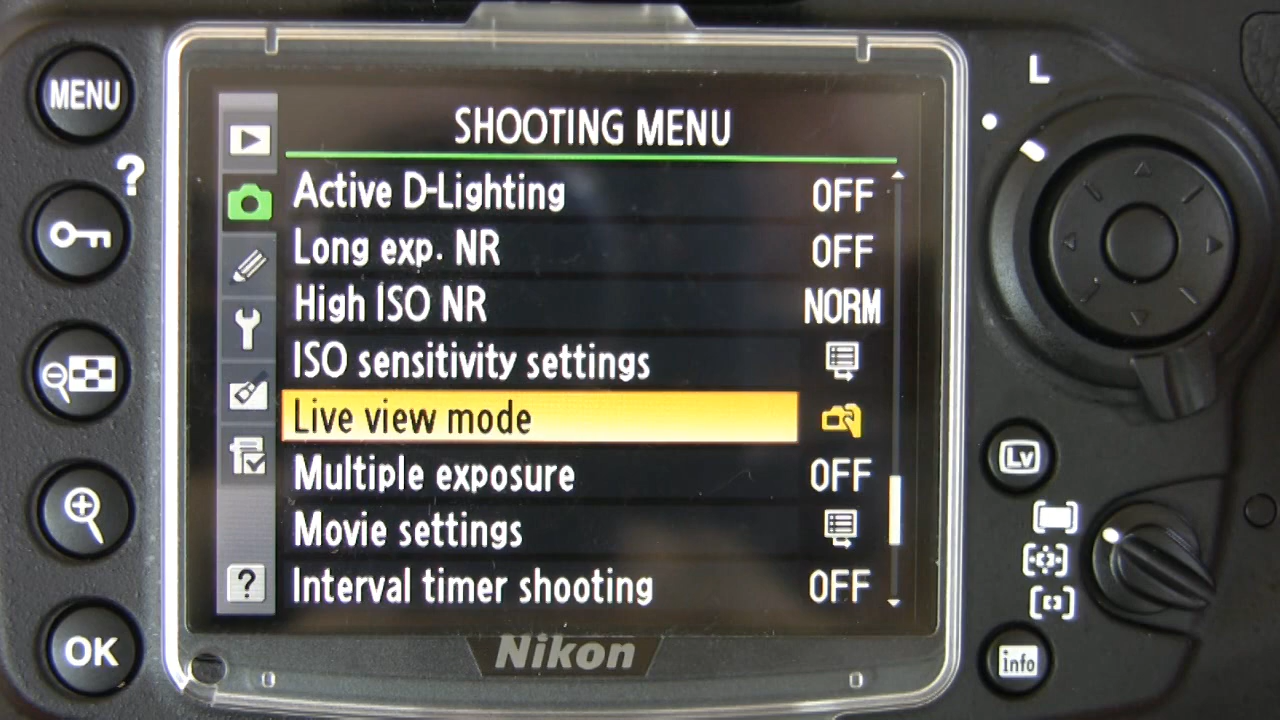 MENU
?
OK
SHOOTING MENU
Active D-Lighting OFF
Long exp. NR OFF
High ISO NR NORM
ISO sensitivity settings
Live view mode
Multiple exposure OFF
Movie settings
Interval timer shooting OFF
?
Nikon
L
Lv
info